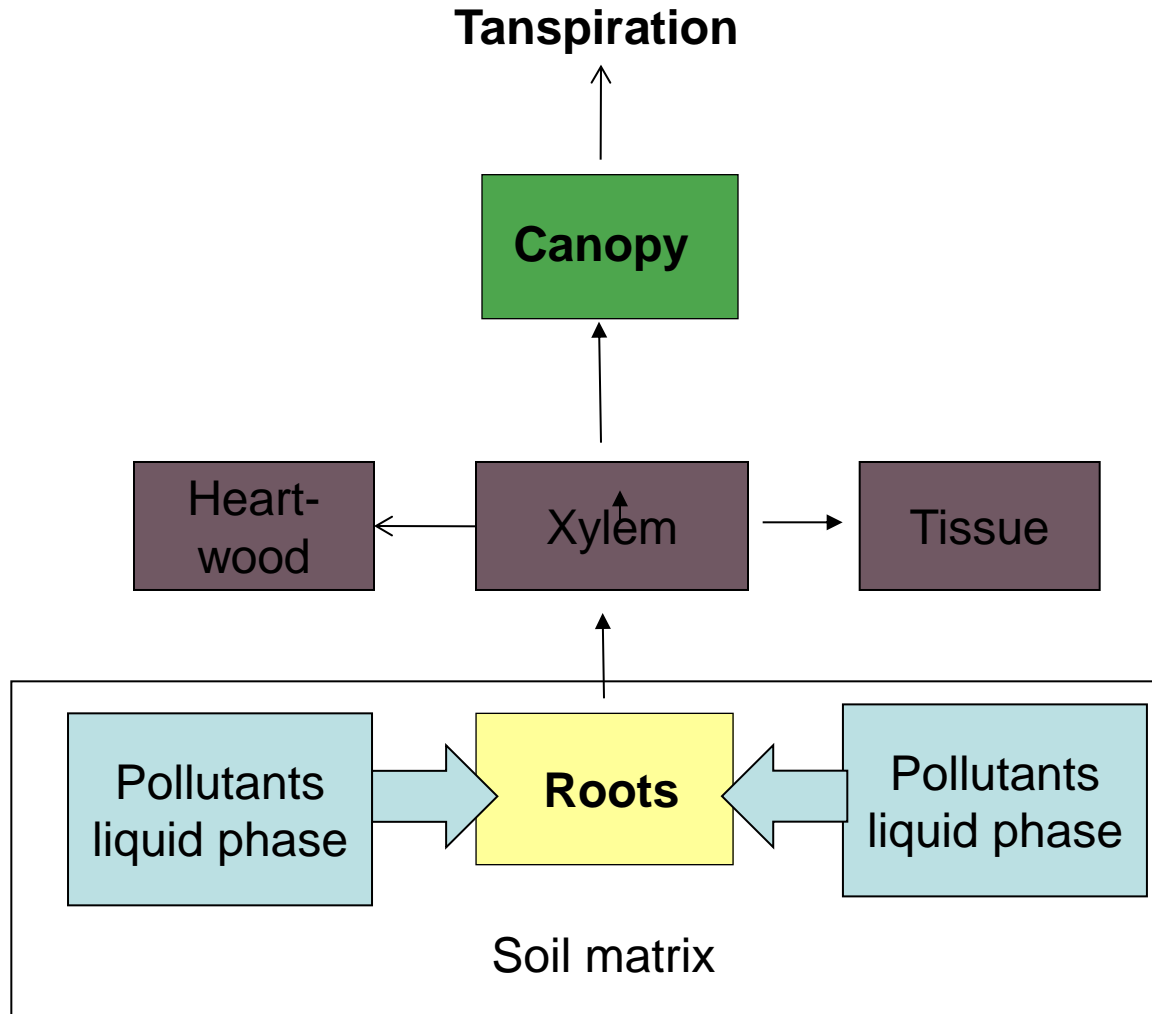 Tanspiration
Canopy
Heart-
wood
Xylem
Tissue
Pollutants
liquid phase
Roots
Pollutants
liquid phase
Soil matrix